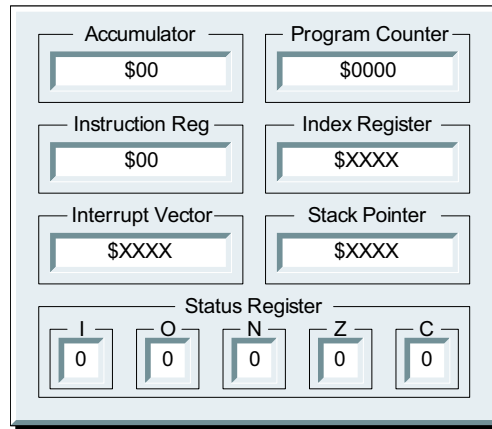 Accumulator Program Counter
$00 $0000
Instruction Reg Index Register
$00 $XXXX
Interrupt Vector Stack Pointer
$XXXX $XXXX
Status Register
I O N Z C
0 0 0 0 0